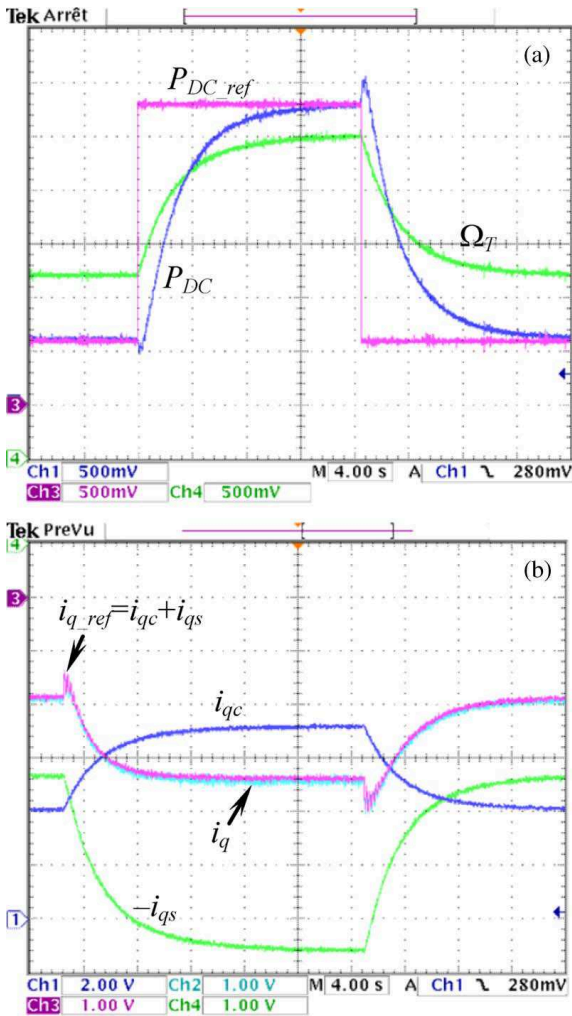 Tek Arrêt
(a)
P_DC_ref
Ω_T
P_DC
3
4
Ch1 500mV M 4.00 s A Ch1 280mV
Ch3 500mV Ch4 500mV
Tek PreVu
4
(b)
3
i_q_ref=i_qc+i_qs
i_qc
i_q
–i_qs
1
Ch1 2.00 V Ch2 1.00 V M 4.00 s A Ch1 280mV
Ch3 1.00 V Ch4 1.00 V